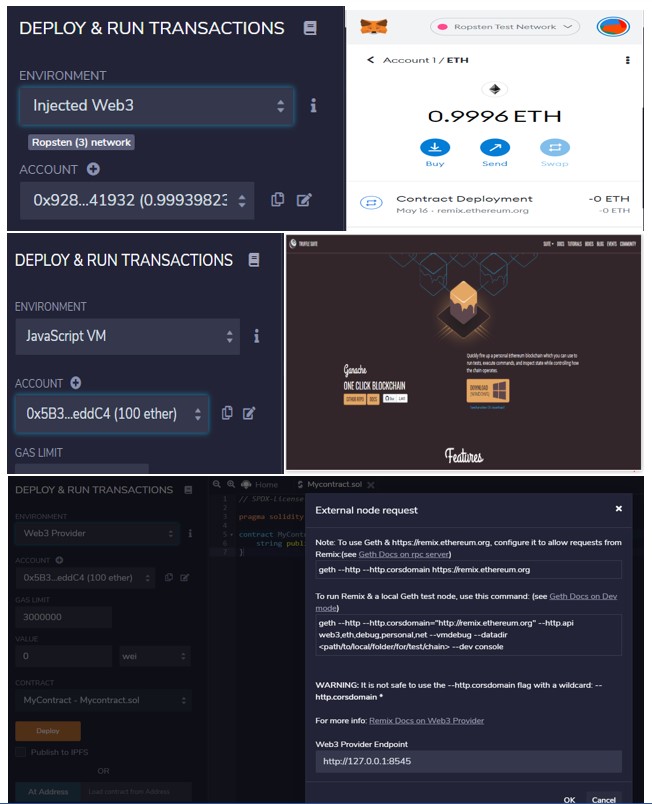 DEPLOY & RUN TRANSACTIONS
ENVIRONMENT
Injected Web3
Ropsten (3) network
ACCOUNT
0x928...41932 (0.99939823
Ropsten Test Network
Account 1 / ETH
0.9996 ETH
Buy Send Swap
Contract Deployment -0 ETH
May 16 · remix.ethereum.org -0 ETH
DEPLOY & RUN TRANSACTIONS
ENVIRONMENT
JavaScript VM
ACCOUNT
0x5B3...eddC4 (100 ether)
GAS LIMIT
TRUFFLE SUITE
SUITE DOCS TUTORIALS BOXES BLOG EVENTS COMMUNITY
Ganache
ONE CLICK BLOCKCHAIN
GITHUB REPO DOCS
Quickly fire up a personal Ethereum blockchain which you can use to
run tests, execute commands, and inspect state while controlling how
the chain operates.
DOWNLOAD
(WINDOWS)
Features
DEPLOY & RUN TRANSACTIONS
ENVIRONMENT
Web3 Provider
ACCOUNT
0x5B3...eddC4 (100 ether)
GAS LIMIT
3000000
VALUE
0 wei
CONTRACT
MyContract - Mycontract.sol
Deploy
Publish to IPFS
OR
At Address Load contract from Address
Home Mycontract.sol
1 // SPDX-License
2
3 pragma solidity
4
5 contract MyCont
6 string publ
7 }
External node request
Note: To use Geth & https://remix.ethereum.org, configure it to allow requests from
Remix:(see Geth Docs on rpc server)
geth --http --http.corsdomain https://remix.ethereum.org
To run Remix & a local Geth test node, use this command: (see Geth Docs on Dev
mode)
geth --http --http.corsdomain="http://remix.ethereum.org" --http.api
web3,eth,debug,personal,net --vmdebug --datadir
<path/to/local/folder/for/test/chain> --dev console
WARNING: It is not safe to use the --http.corsdomain flag with a wildcard: --
http.corsdomain *
For more info: Remix Docs on Web3 Provider
Web3 Provider Endpoint
http://127.0.0.1:8545
OK Cancel